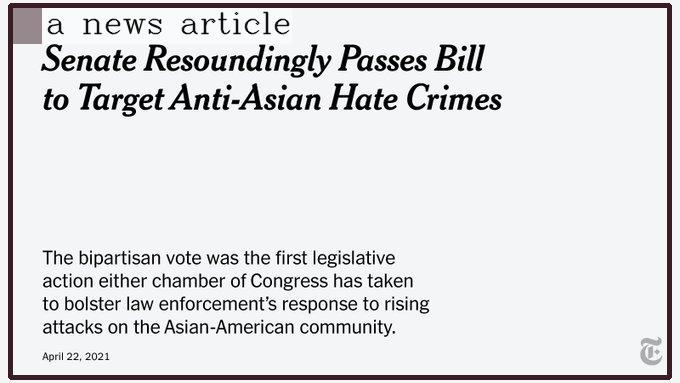 a news article
Senate Resoundingly Passes Bill
to Target Anti-Asian Hate Crimes
The bipartisan vote was the first legislative
action either chamber of Congress has taken
to bolster law enforcement’s response to rising
attacks on the Asian-American community.
April 22, 2021
T